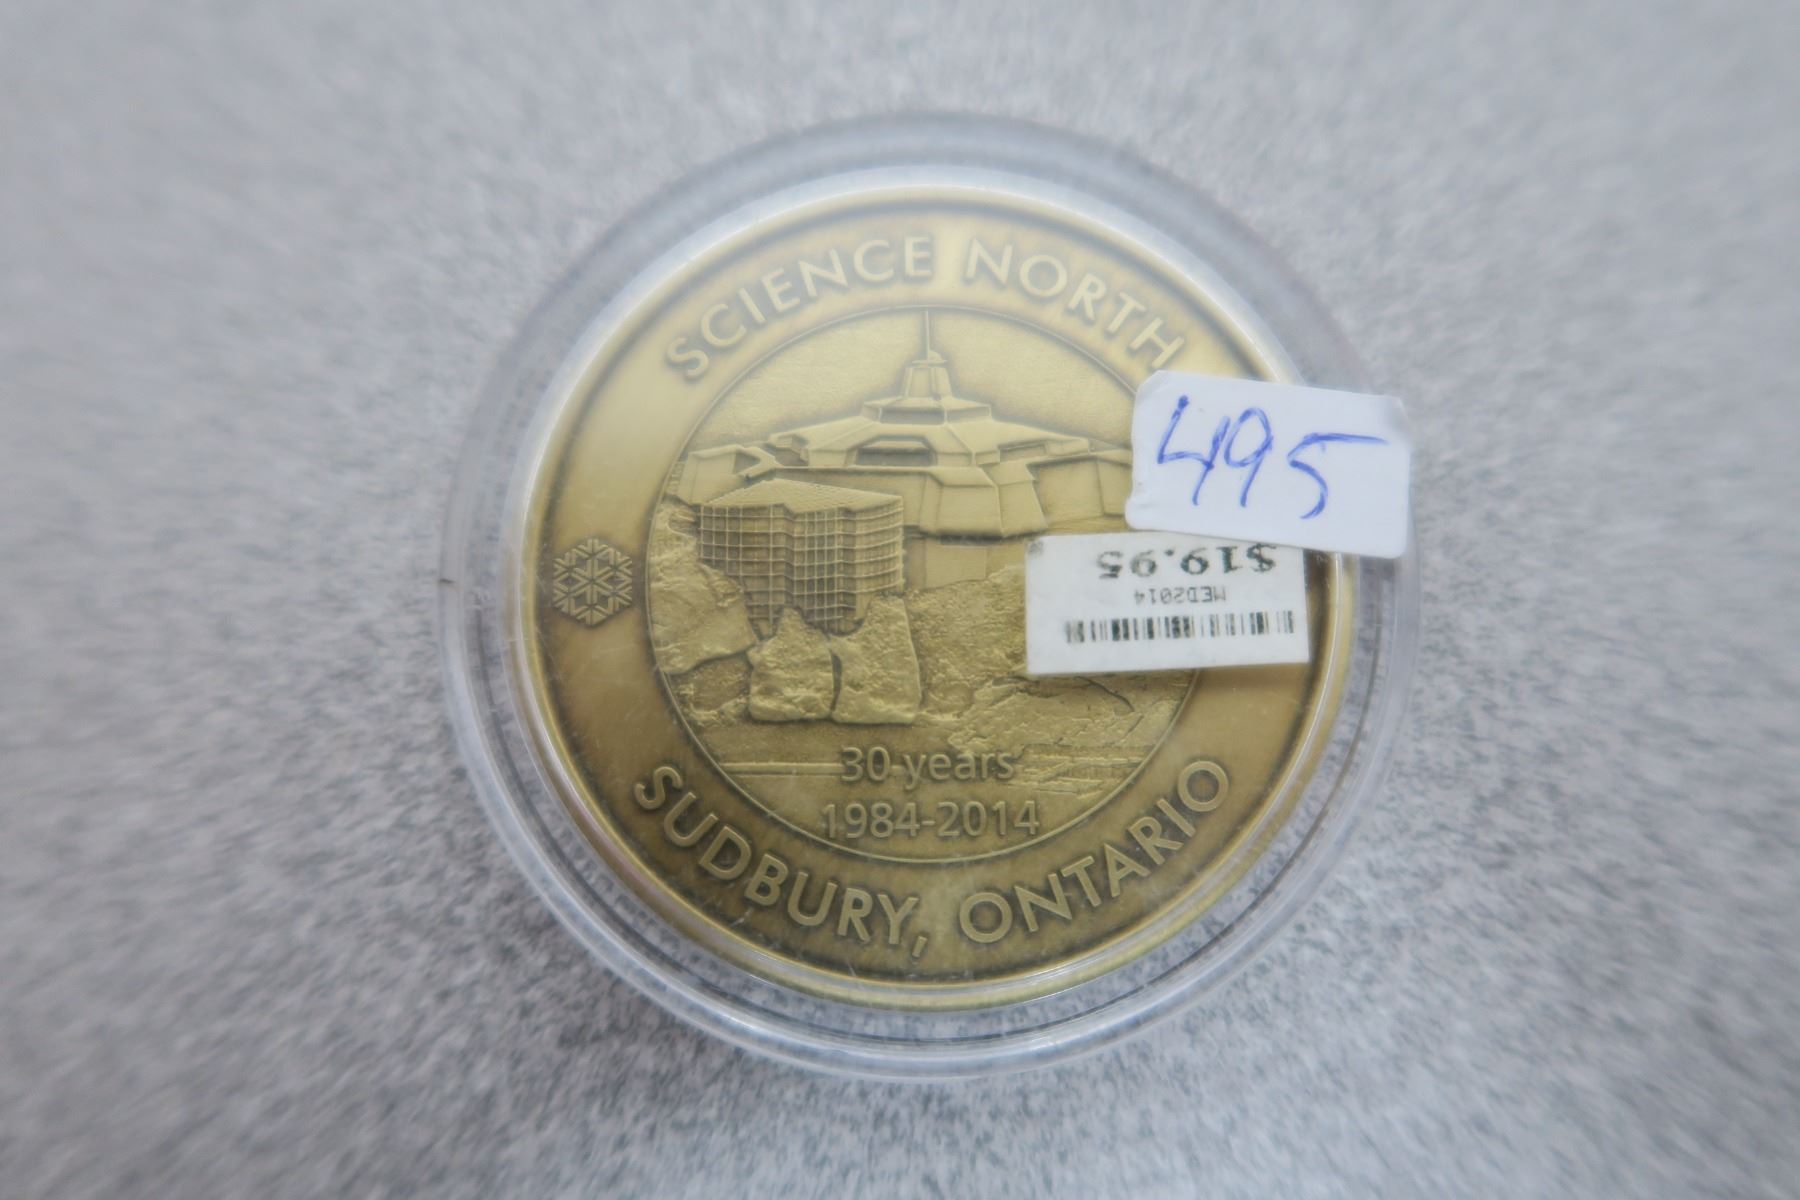 SCIENCE NORTH
495
$19.95
MED2014
30 years
1984-2014
SUDBURY, ONTARIO